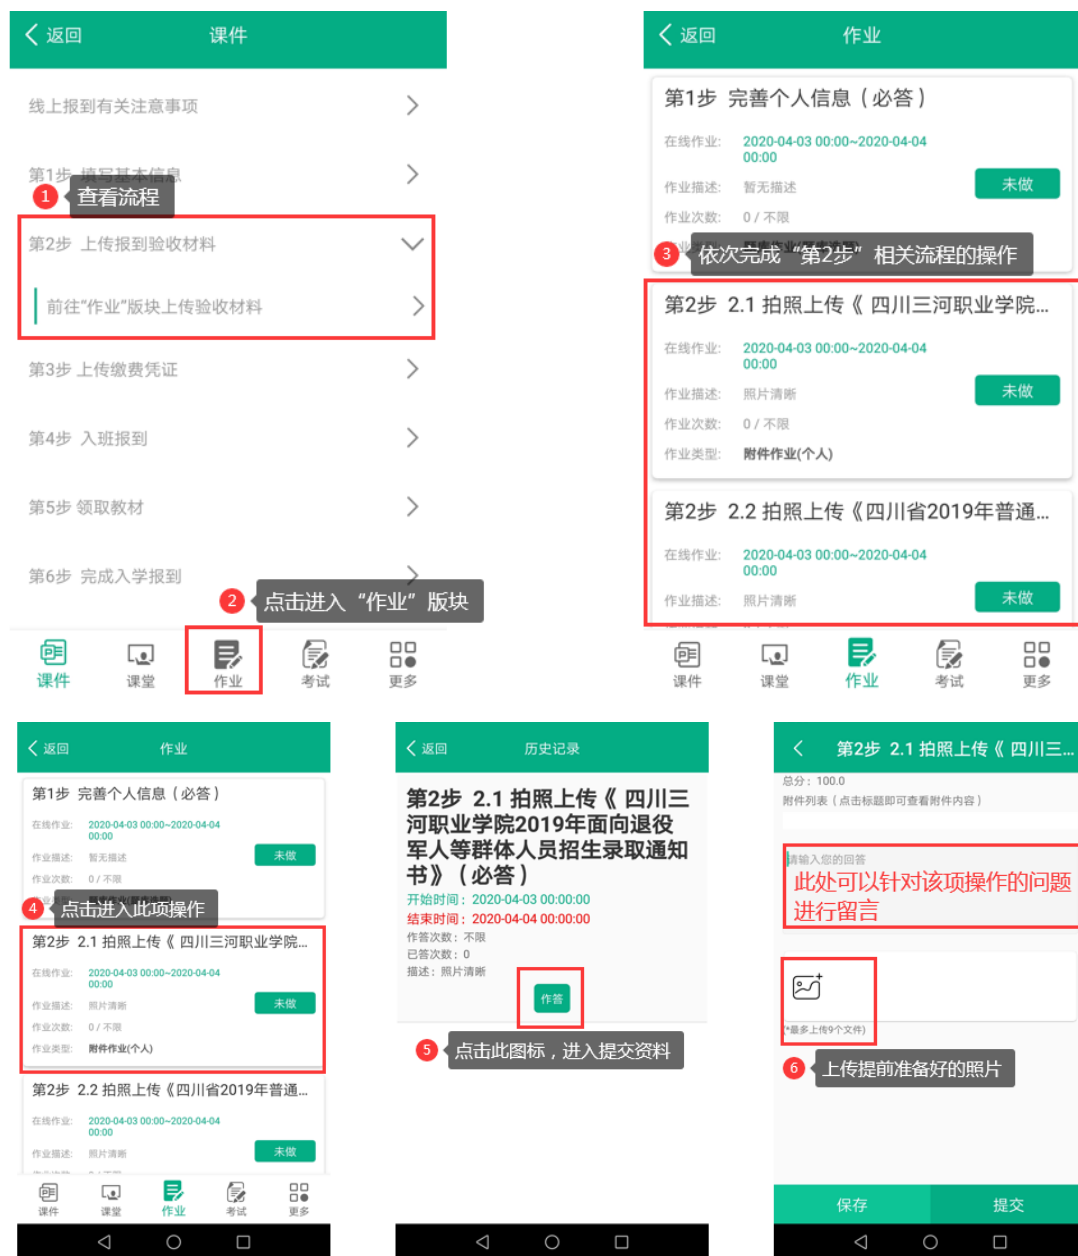 返回
课件
线上报到有关注意事项
第1步 填写基本信息
1 查看流程
第2步 上传报到验收材料
前往“作业”版块上传验收材料
第3步 上传缴费凭证
第4步 入班报到
第5步 领取教材
第6步 完成入学报到
2 点击进入“作业”版块
课件 课堂 作业 考试 更多
返回
作业
第1步 完善个人信息（必答）
在线作业: 2020-04-03 00:00~2020-04-04
00:00
作业描述: 暂无描述
未做
作业次数: 0 / 不限
3 依次完成“第2步”相关流程的操作
第2步 2.1 拍照上传《 四川三河职业学院...
在线作业: 2020-04-03 00:00~2020-04-04
00:00
作业描述: 照片清晰
未做
作业次数: 0 / 不限
作业类型: 附件作业(个人)
第2步 2.2 拍照上传《四川省2019年普通...
在线作业: 2020-04-03 00:00~2020-04-04
00:00
作业描述: 照片清晰
未做
课件 课堂 作业 考试 更多
返回
作业
第1步 完善个人信息（必答）
在线作业: 2020-04-03 00:00~2020-04-04
00:00
作业描述: 暂无描述
未做
作业次数: 0 / 不限
4 点击进入此项操作
第2步 2.1 拍照上传《 四川三河职业学院...
在线作业: 2020-04-03 00:00~2020-04-04
00:00
作业描述: 照片清晰
未做
作业次数: 0 / 不限
作业类型: 附件作业(个人)
第2步 2.2 拍照上传《四川省2019年普通...
在线作业: 2020-04-03 00:00~2020-04-04
00:00
作业描述: 照片清晰
未做
课件 课堂 作业 考试 更多
返回
历史记录
第2步 2.1 拍照上传《 四川三
河职业学院2019年面向退役
军人等群体人员招生录取通知
书》（必答）
开始时间：2020-04-03 00:00:00
结束时间：2020-04-04 00:00:00
作答次数：不限
已答次数：0
描述：照片清晰
作答
5 点击此图标，进入提交资料
第2步 2.1 拍照上传《 四川三...
总分：100.0
附件列表（点击标题即可查看附件内容）
请输入您的回答
此处可以针对该项操作的问题
进行留言
(*最多上传9个文件)
6 上传提前准备好的照片
保存
提交